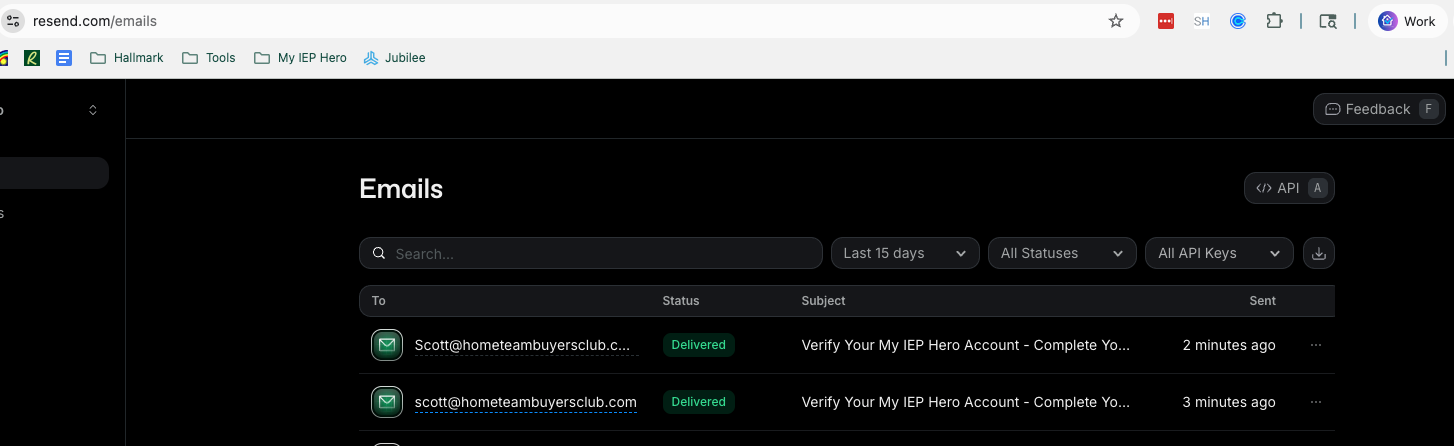 resend.com/emails
SH
Work
R
Hallmark
Tools
My IEP Hero
Jubilee
Feedback F
Emails
API A
Search...
Last 15 days
All Statuses
All API Keys
To Status Subject Sent
Scott@hometeambuyersclub.c... Delivered Verify Your My IEP Hero Account - Complete Yo... 2 minutes ago
s
scott@hometeambuyersclub.com Delivered Verify Your My IEP Hero Account - Complete Yo... 3 minutes ago